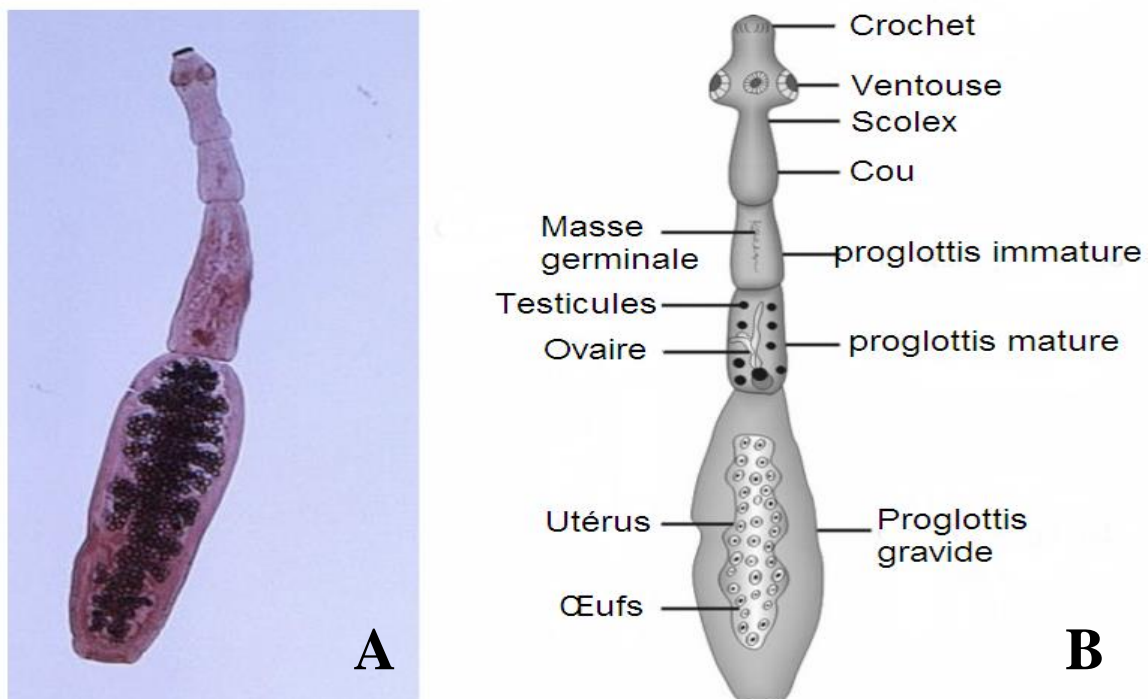 Crochet
Ventouse
Scolex
Cou
Masse
germinale
proglottis immature
Testicules
Ovaire
proglottis mature
Utérus
Proglottis
gravide
Œufs
A
B